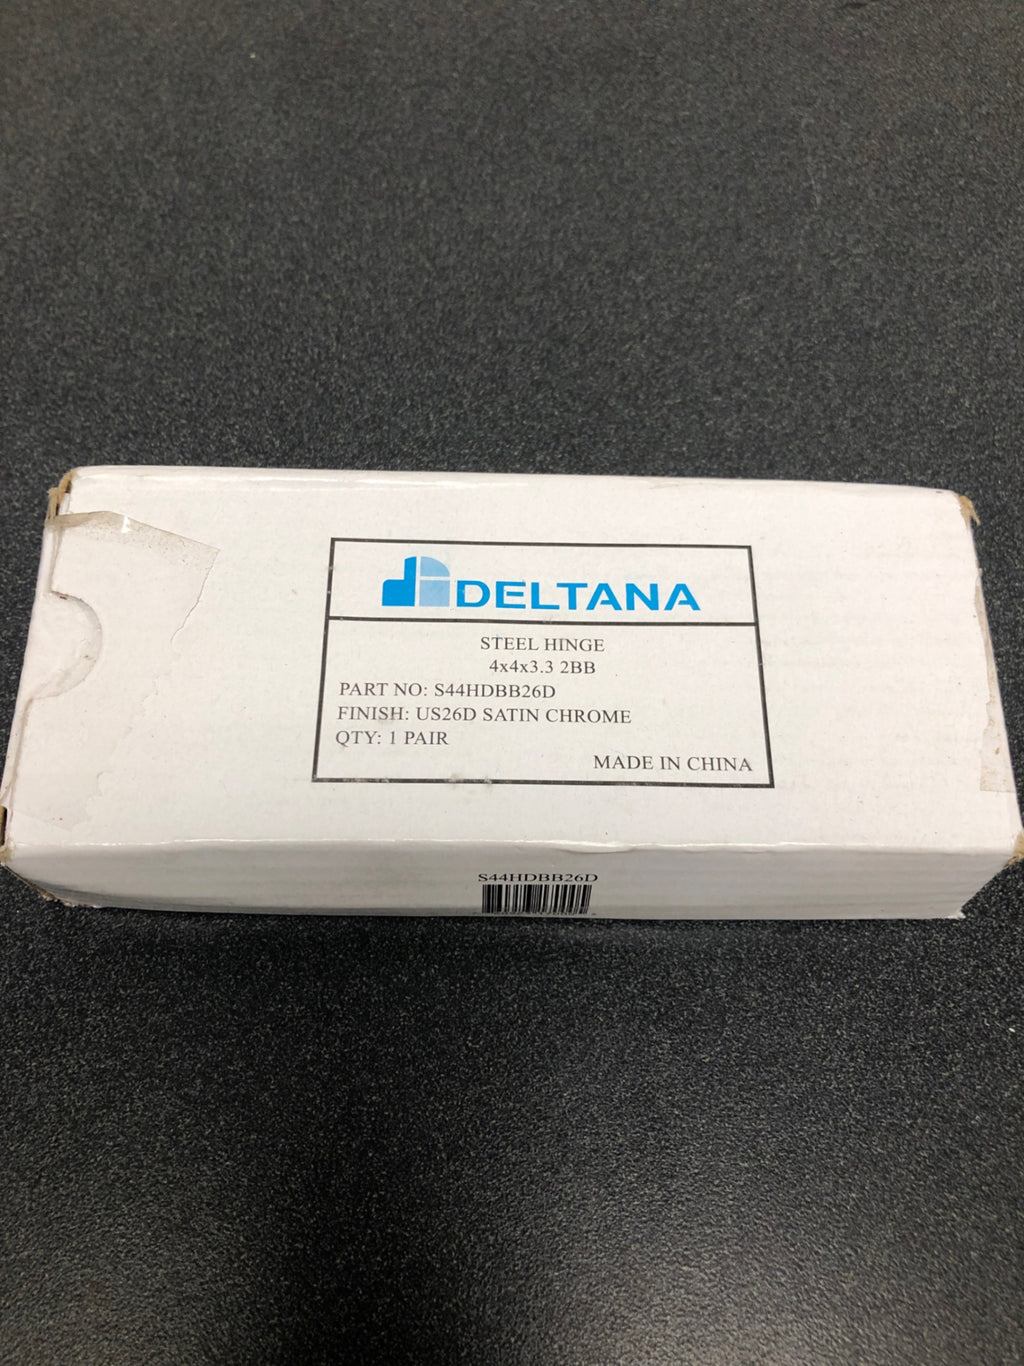 DELTANA
STEEL HINGE
4x4x3.3 2BB
PART NO: S44HDBB26D
FINISH: US26D SATIN CHROME
QTY: 1 PAIR
MADE IN CHINA
S44HDBB26D